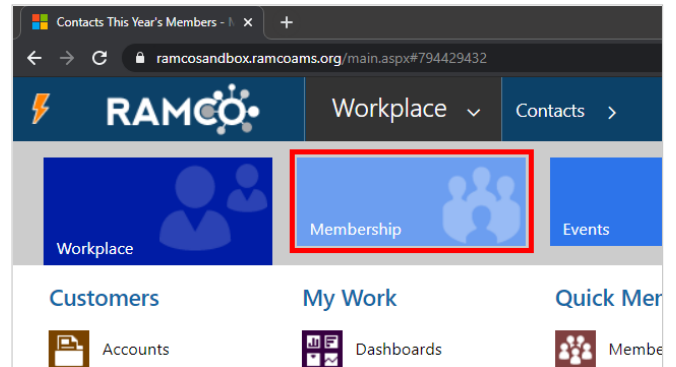 Contacts This Year's Members -
ramcosandbox.ramcoams.org/main.aspx#794429432
RAMCO Workplace Contacts
Workplace Membership Events
Customers My Work Quick
Accounts Dashboards